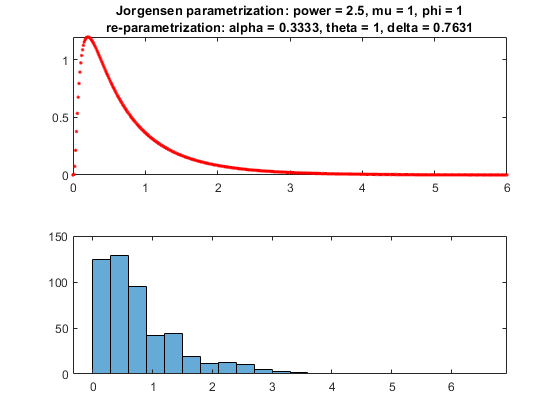 Jorgensen parametrization: power = 2.5, mu = 1, phi = 1
re-parametrization: alpha = 0.3333, theta = 1, delta = 0.7631
1
0.5
0
0 1 2 3 4 5 6
150
100
50
0
0 1 2 3 4 5 6